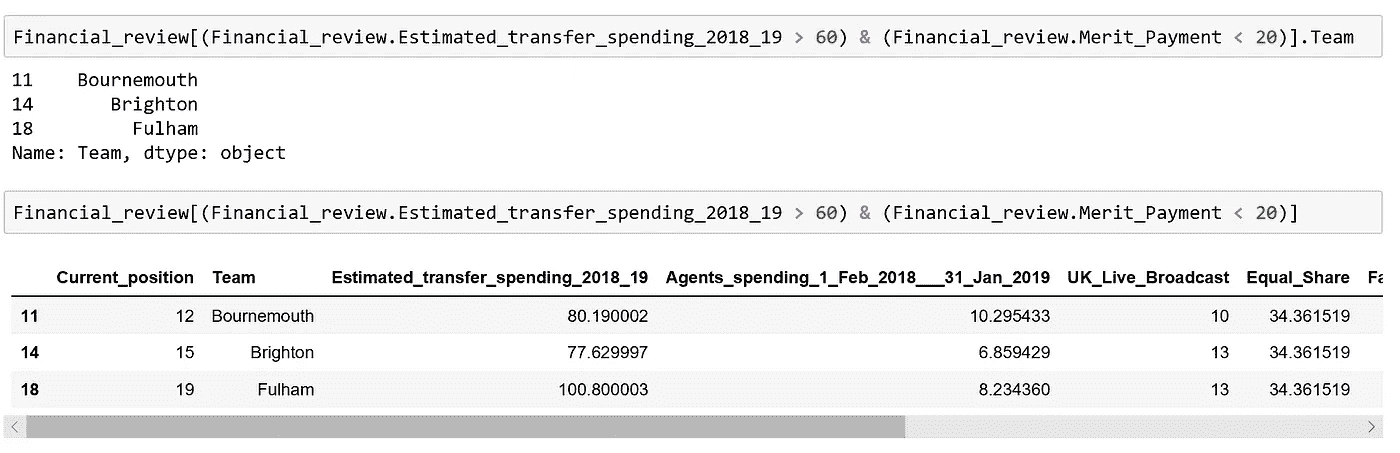 Financial_review[(Financial_review.Estimated_transfer_spending_2018_19 > 60) & (Financial_review.Merit_Payment < 20)].Team
11 Bournemouth
14 Brighton
18 Fulham
Name: Team, dtype: object
Financial_review[(Financial_review.Estimated_transfer_spending_2018_19 > 60) & (Financial_review.Merit_Payment < 20)]
Current_position Team Estimated_transfer_spending_2018_19 Agents_spending_1_Feb_2018___31_Jan_2019 UK_Live_Broadcast Equal_Share Fa
11 12 Bournemouth 80.190002 10.295433 10 34.361519
14 15 Brighton 77.629997 6.859429 13 34.361519
18 19 Fulham 100.800003 8.234360 13 34.361519